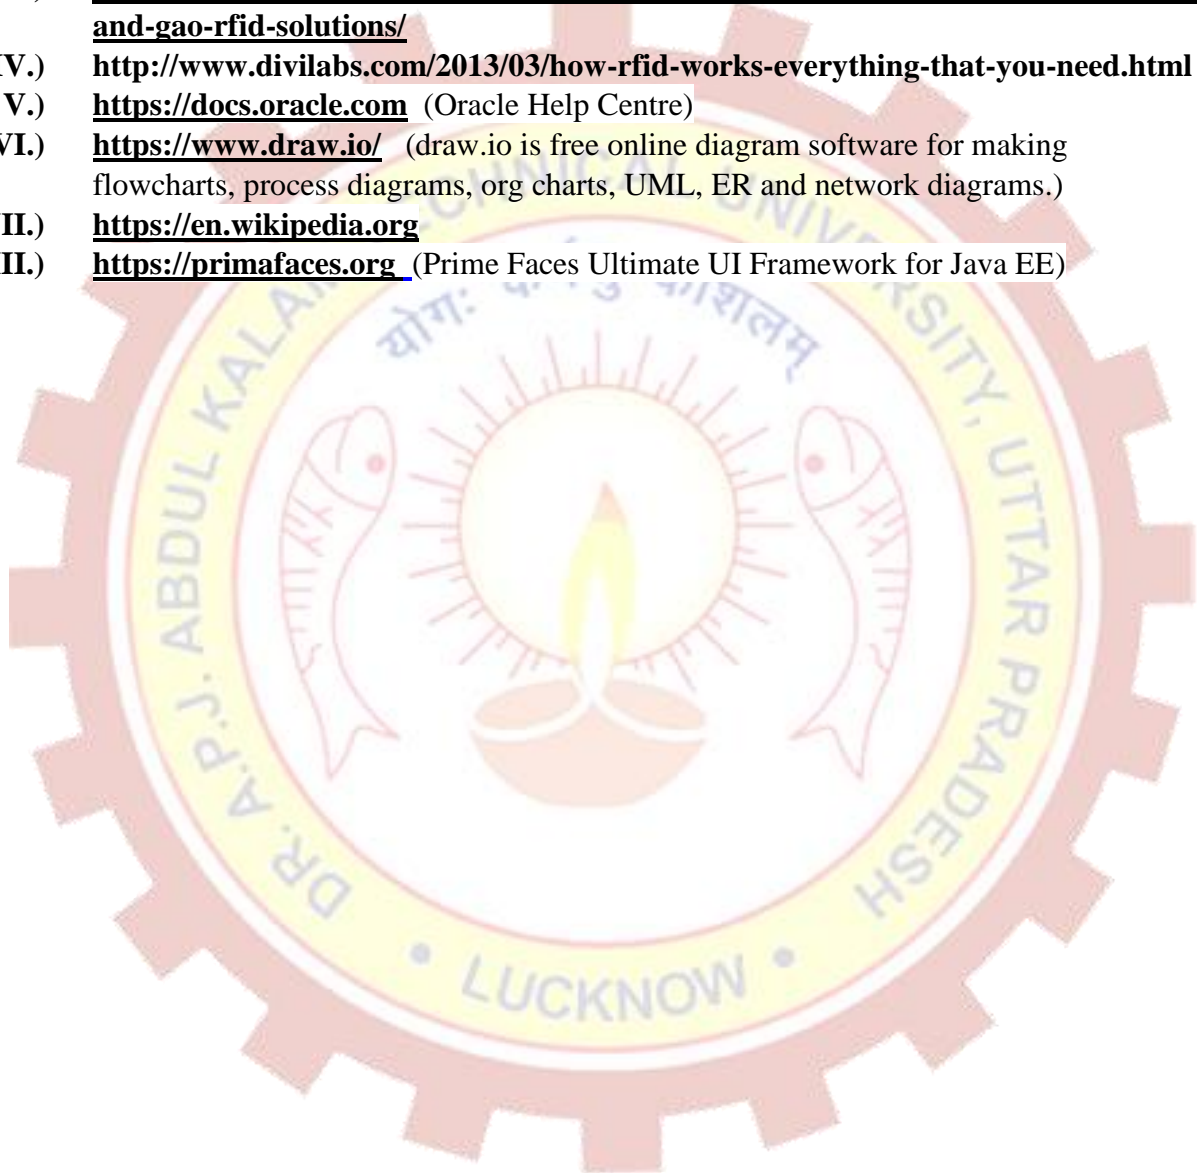 and-gao-rfid-solutions/
V.) http://www.divilabs.com/2013/03/how-rfid-works-everything-that-you-need.html
V.) https://docs.oracle.com (Oracle Help Centre)
VI.) https://www.draw.io/ (draw.io is free online diagram software for making
flowcharts, process diagrams, org charts, UML, ER and network diagrams.)
II.) https://en.wikipedia.org
II.) https://primafaces.org (Prime Faces Ultimate UI Framework for Java EE)
DR. A.P.J. ABDUL KALAM TECHNICAL UNIVERSITY, UTTAR PRADESH
योगः कौशलम्
• LUCKNOW •